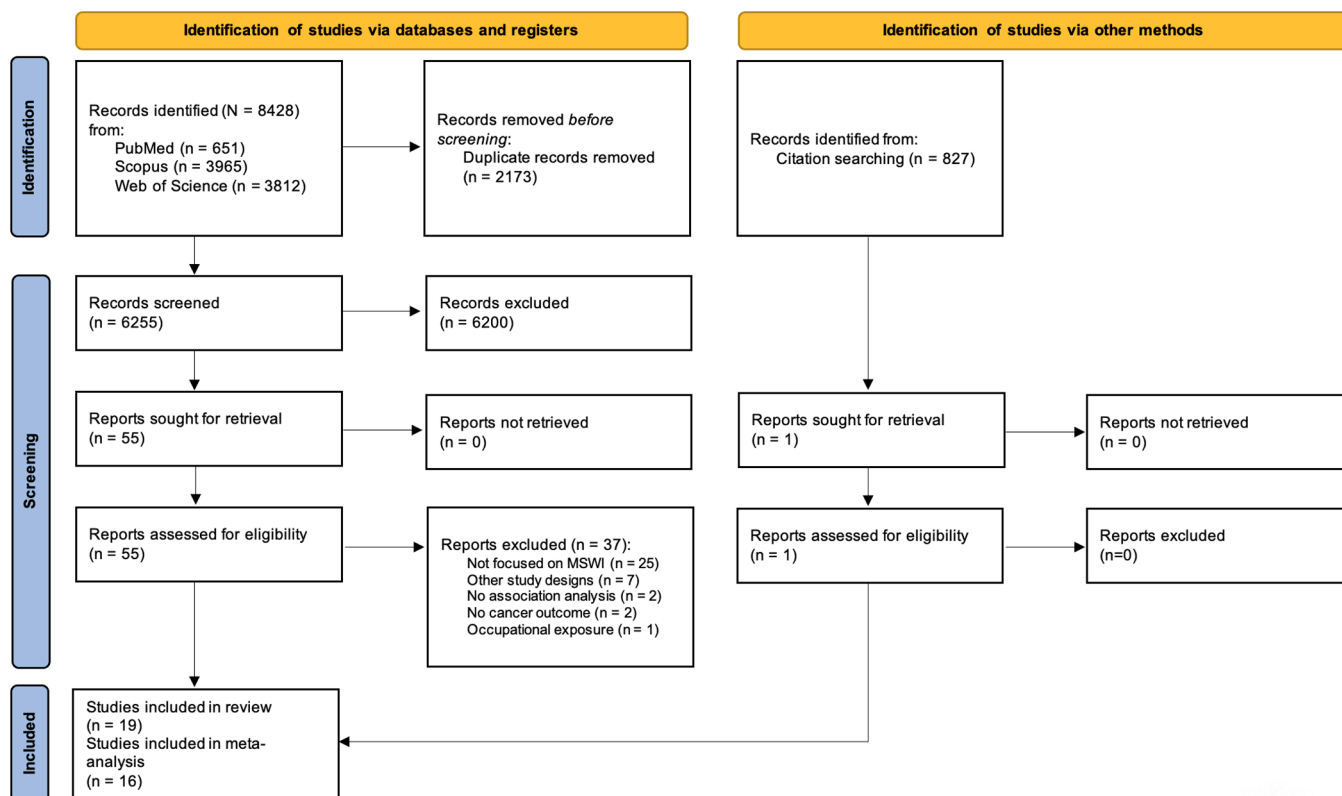 Identification of studies via databases and registers
Identification of studies via other methods
Identification
Records identified (N = 8428)
from:
PubMed (n = 651)
Scopus (n = 3965)
Web of Science (n = 3812)
Records removed before
screening:
Duplicate records removed
(n = 2173)
Records identified from:
Citation searching (n = 827)
Screening
Records screened
(n = 6255)
Records excluded
(n = 6200)
Reports sought for retrieval
(n = 55)
Reports not retrieved
(n = 0)
Reports sought for retrieval
(n = 1)
Reports not retrieved
(n = 0)
Reports assessed for eligibility
(n = 55)
Reports excluded (n = 37):
Not focused on MSWI (n = 25)
Other study designs (n = 7)
No association analysis (n = 2)
No cancer outcome (n = 2)
Occupational exposure (n = 1)
Reports assessed for eligibility
(n = 1)
Reports excluded
(n=0)
Included
Studies included in review
(n = 19)
Studies included in meta-
analysis
(n = 16)